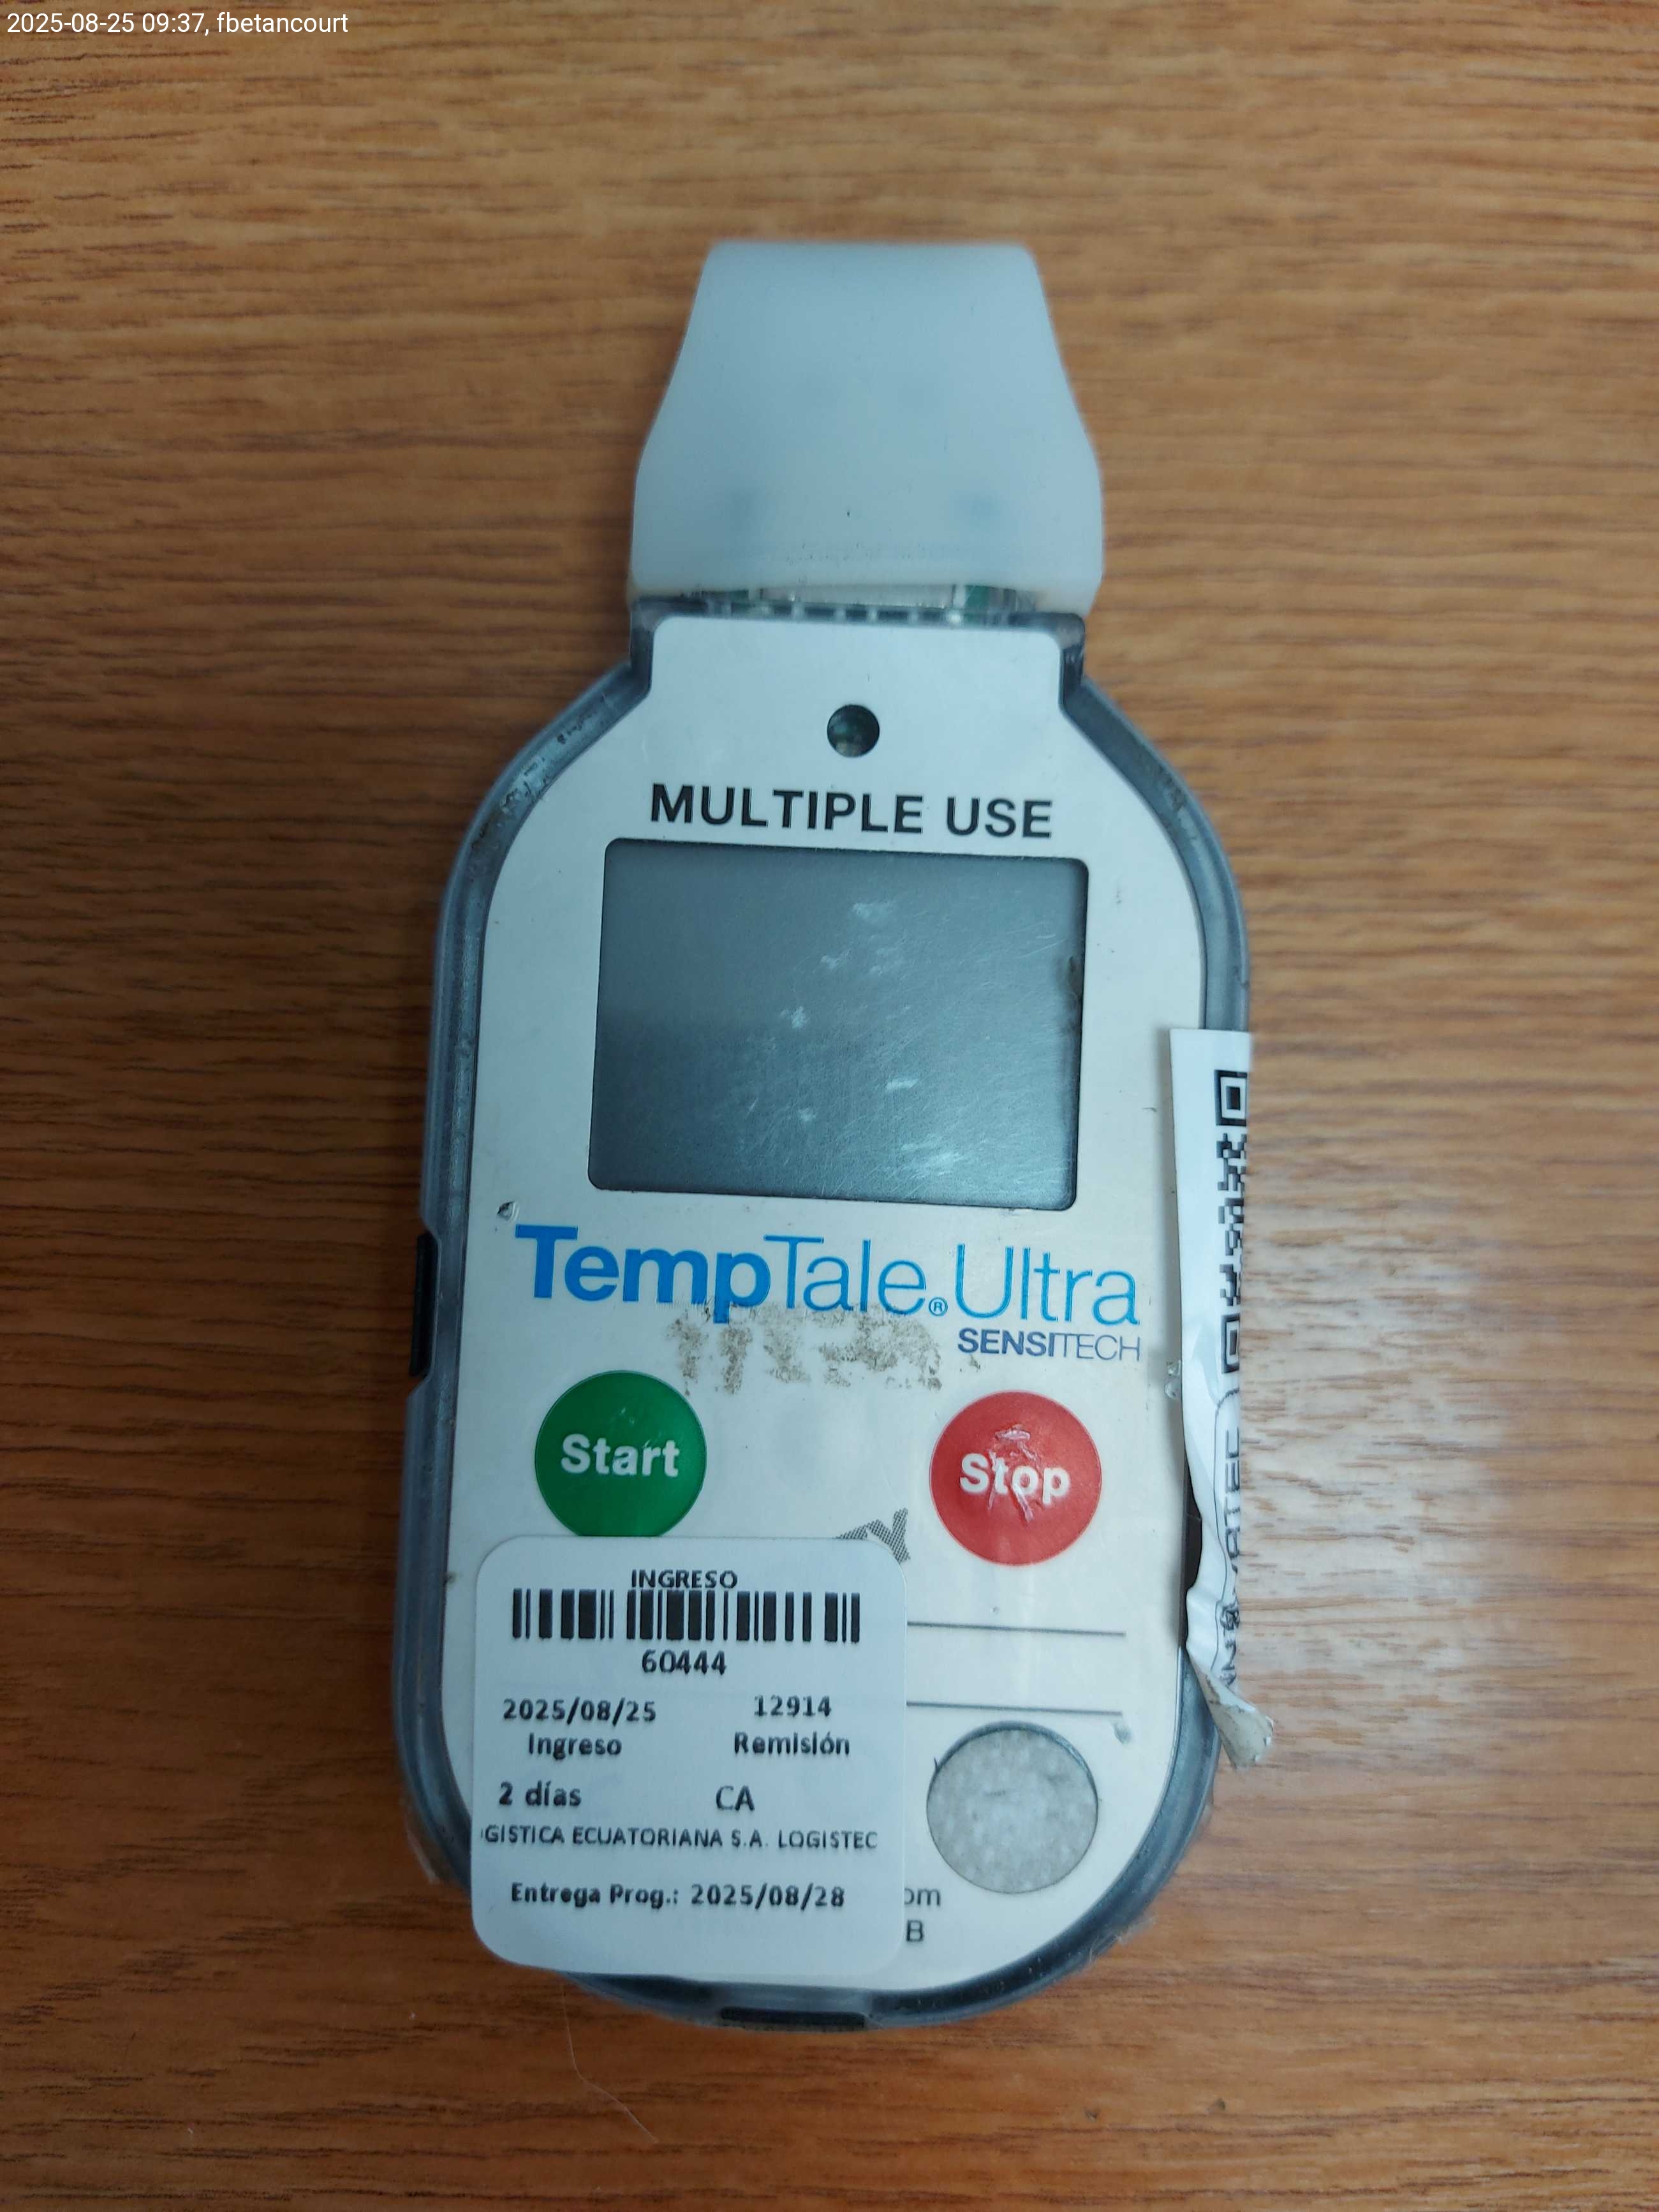 2025-08-25 09:37, fbetancourt
MULTIPLE USE
TempTale® Ultra
SENSITECH
Start
Stop
INGRESO
60444
2025/08/25 12914
Ingreso Remisión
2 días CA
GISTICA ECUATORIANA S.A. LOGISTEC
Entrega Prog.: 2025/08/28
om
B